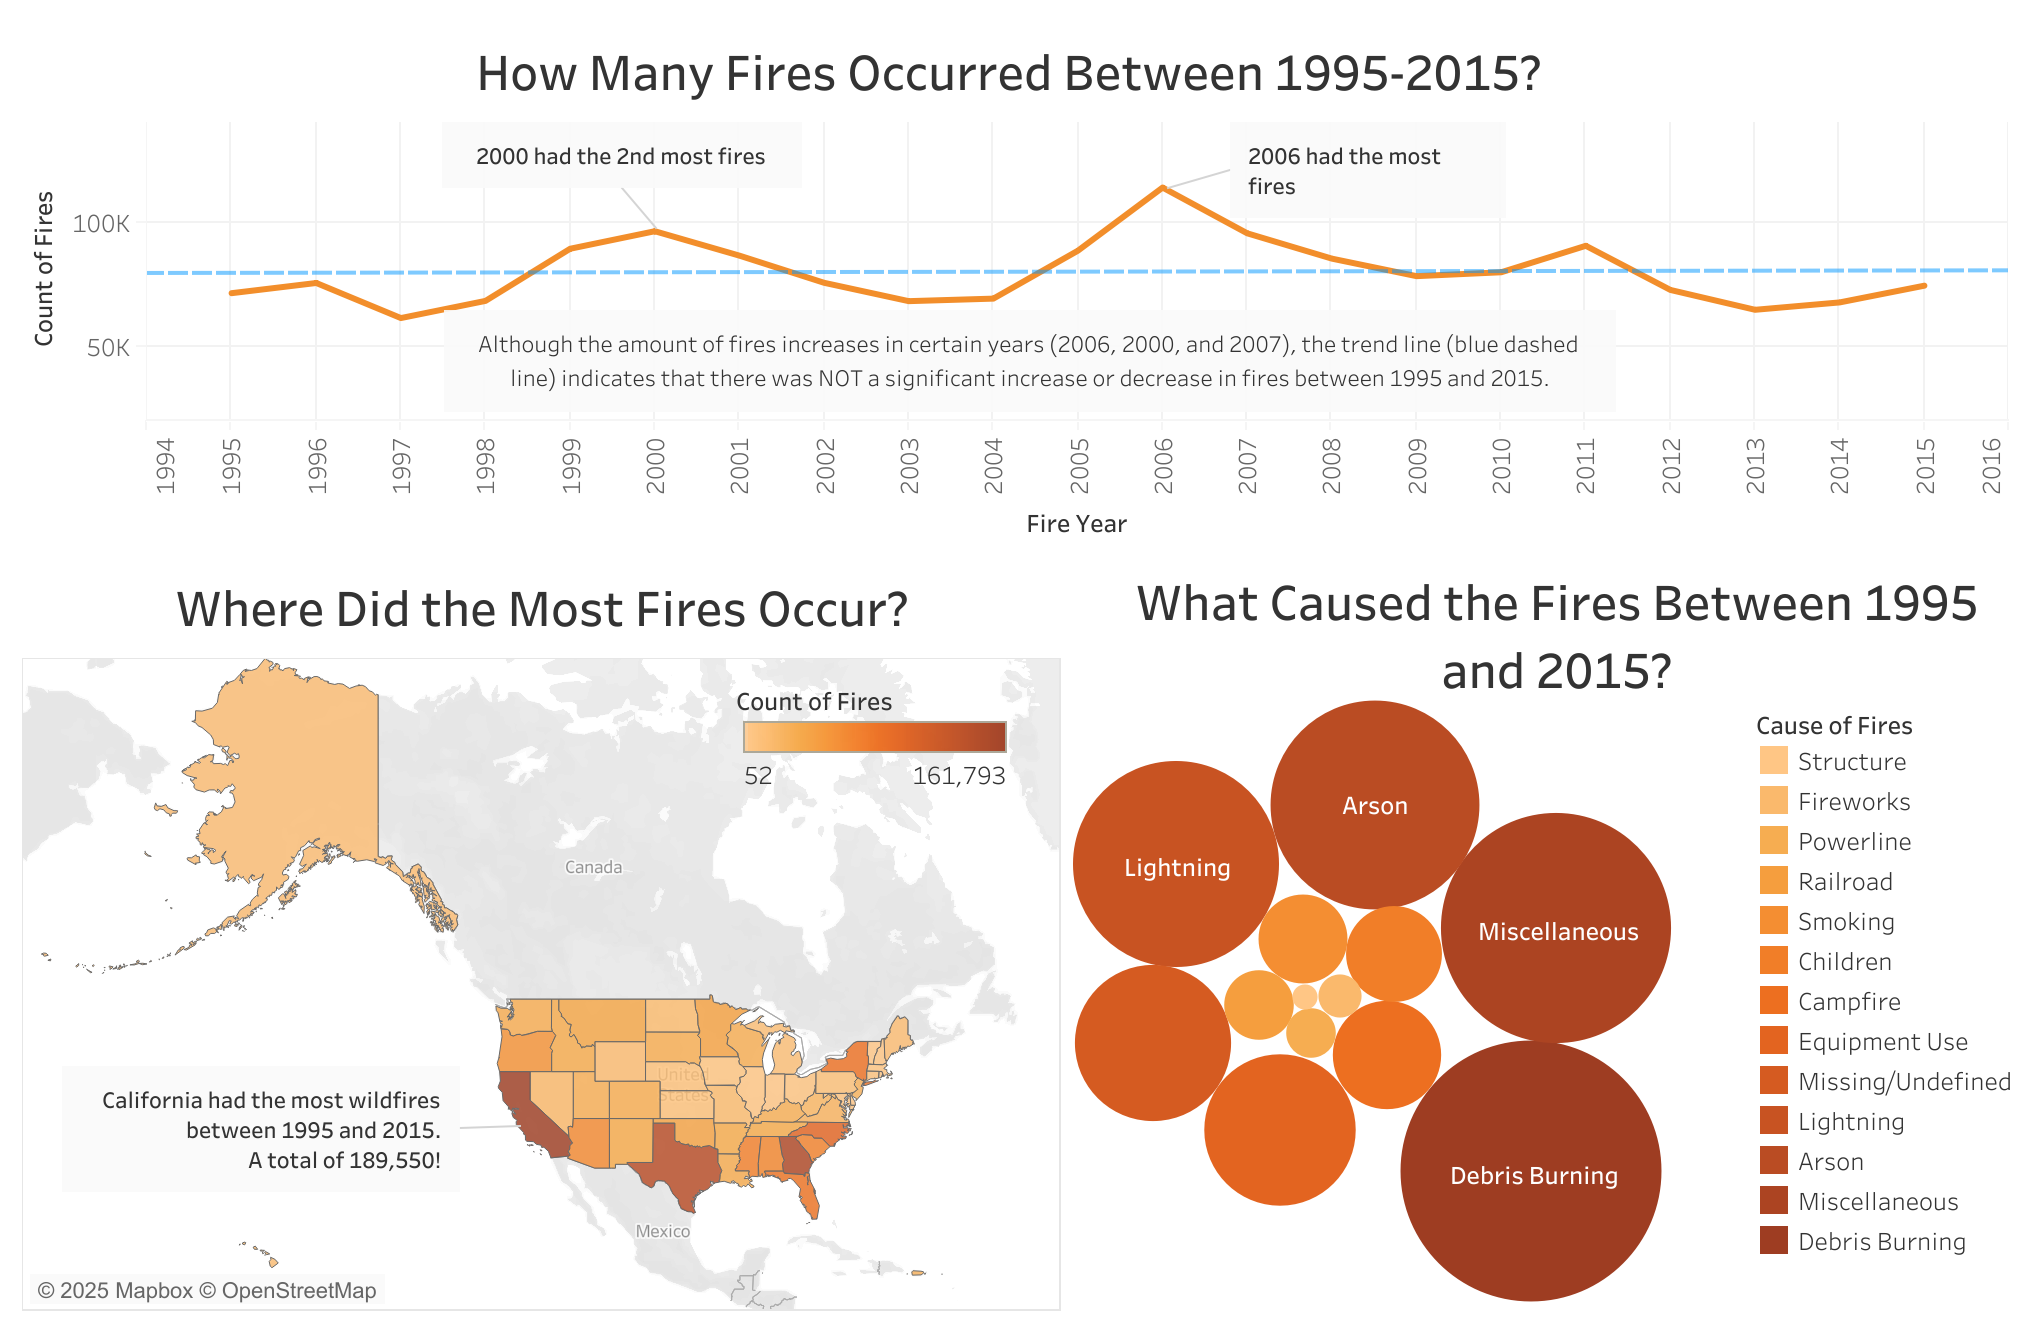 How Many Fires Occurred Between 1995-2015?
2000 had the 2nd most fires
2006 had the most
fires
Count of Fires
100K
50K
Although the amount of fires increases in certain years (2006, 2000, and 2007), the trend line (blue dashed
line) indicates that there was NOT a significant increase or decrease in fires between 1995 and 2015.
1994 1995 1996 1997 1998 1999 2000 2001 2002 2003 2004 2005 2006 2007 2008 2009 2010 2011 2012 2013 2014 2015 2016
Fire Year
Where Did the Most Fires Occur?
Count of Fires
52 161,793
Canada
United
States
Mexico
California had the most wildfires
between 1995 and 2015.
A total of 189,550!
© 2025 Mapbox © OpenStreetMap
What Caused the Fires Between 1995
and 2015?
Arson
Lightning
Miscellaneous
Debris Burning
Cause of Fires
Structure
Fireworks
Powerline
Railroad
Smoking
Children
Campfire
Equipment Use
Missing/Undefined
Lightning
Arson
Miscellaneous
Debris Burning